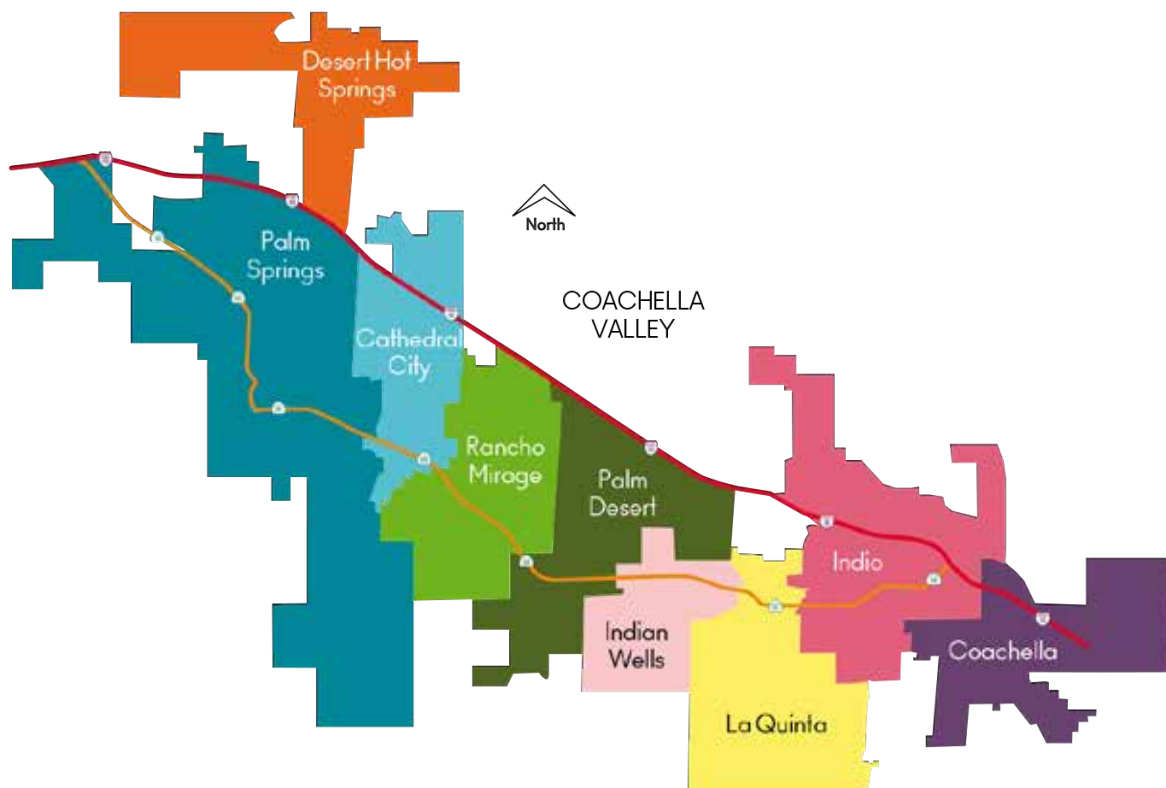 Desert Hot
Springs
North
Palm
Springs
COACHELLA
VALLEY
Cathedral
City
Rancho
Mirage
Palm
Desert
Indio
Indian
Wells
Coachella
La Quinta